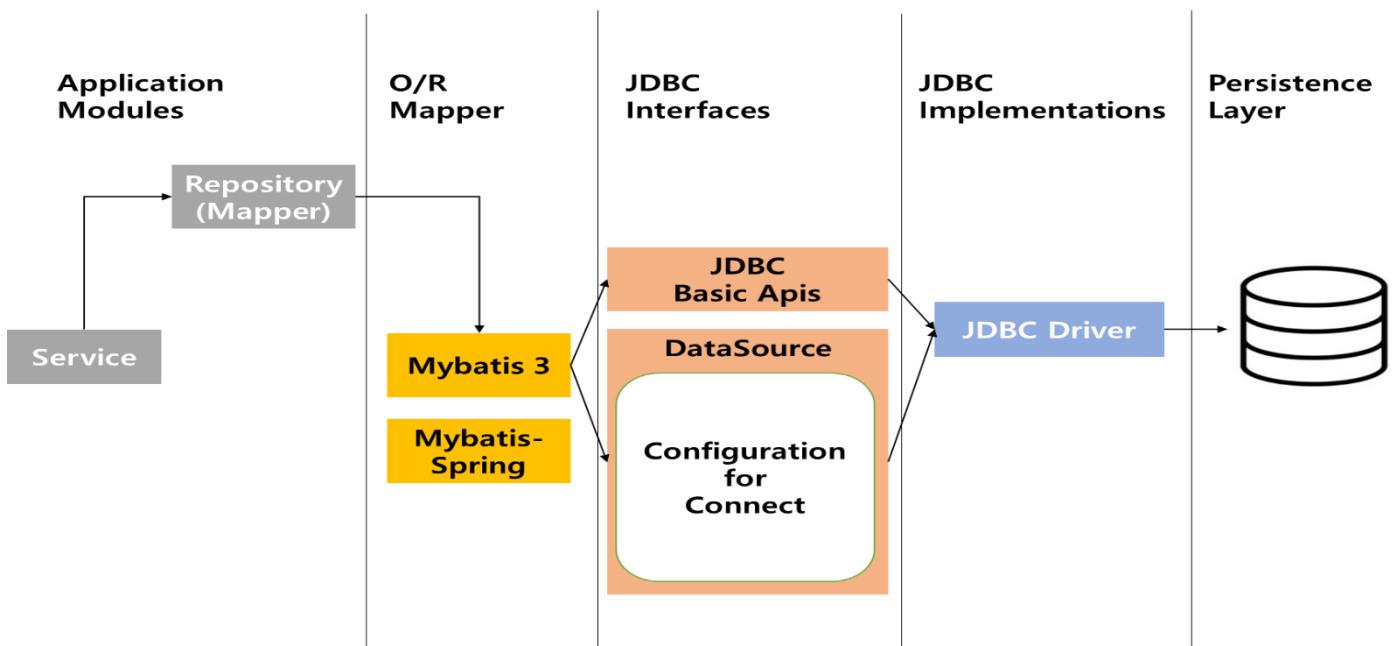 Application
Modules
O/R
Mapper
JDBC
Interfaces
JDBC
Implementations
Persistence
Layer
Repository
(Mapper)
Service
Mybatis 3
Mybatis-
Spring
JDBC
Basic Apis
DataSource
Configuration
for
Connect
JDBC Driver